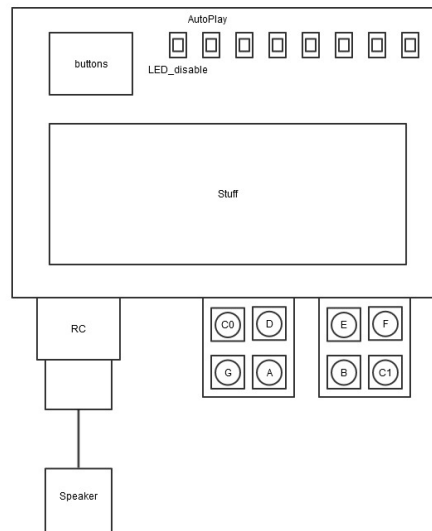 AutoPlay
buttons
LED_disable
Stuff
RC
C0
D
E
F
G
A
B
C1
Speaker